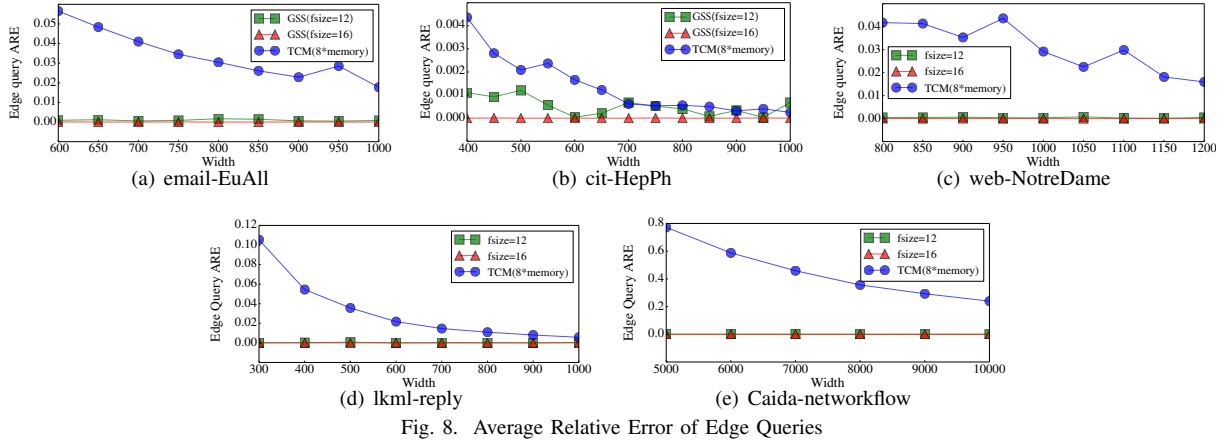 Edge query ARE
0.05
0.04
0.03
0.02
0.01
0.00
GSS(fsize=12)
GSS(fsize=16)
TCM(8*memory)
600 650 700 750 800 850 900 950 1000
Width
(a) email-EuAll
Edge query ARE
0.004
0.003
0.002
0.001
0.000
GSS(fsize=12)
GSS(fsize=16)
TCM(8*memory)
400 500 600 700 800 900 1000
Width
(b) cit-HepPh
Edge query ARE
0.05
0.04
0.03
0.02
0.01
0.00
fsize=12
fsize=16
TCM(8*memory)
800 850 900 950 1000 1050 1100 1150 1200
Width
(c) web-NotreDame
Edge Query ARE
0.12
0.10
0.08
0.06
0.04
0.02
0.00
fsize=12
fsize=16
TCM(8*memory)
300 400 500 600 700 800 900 1000
Width
(d) lkml-reply
Edge Query ARE
0.8
0.6
0.4
0.2
0.0
fsize=12
fsize=16
TCM(8*memory)
5000 6000 7000 8000 9000 10000
Width
(e) Caida-networkflow
Fig. 8. Average Relative Error of Edge Queries